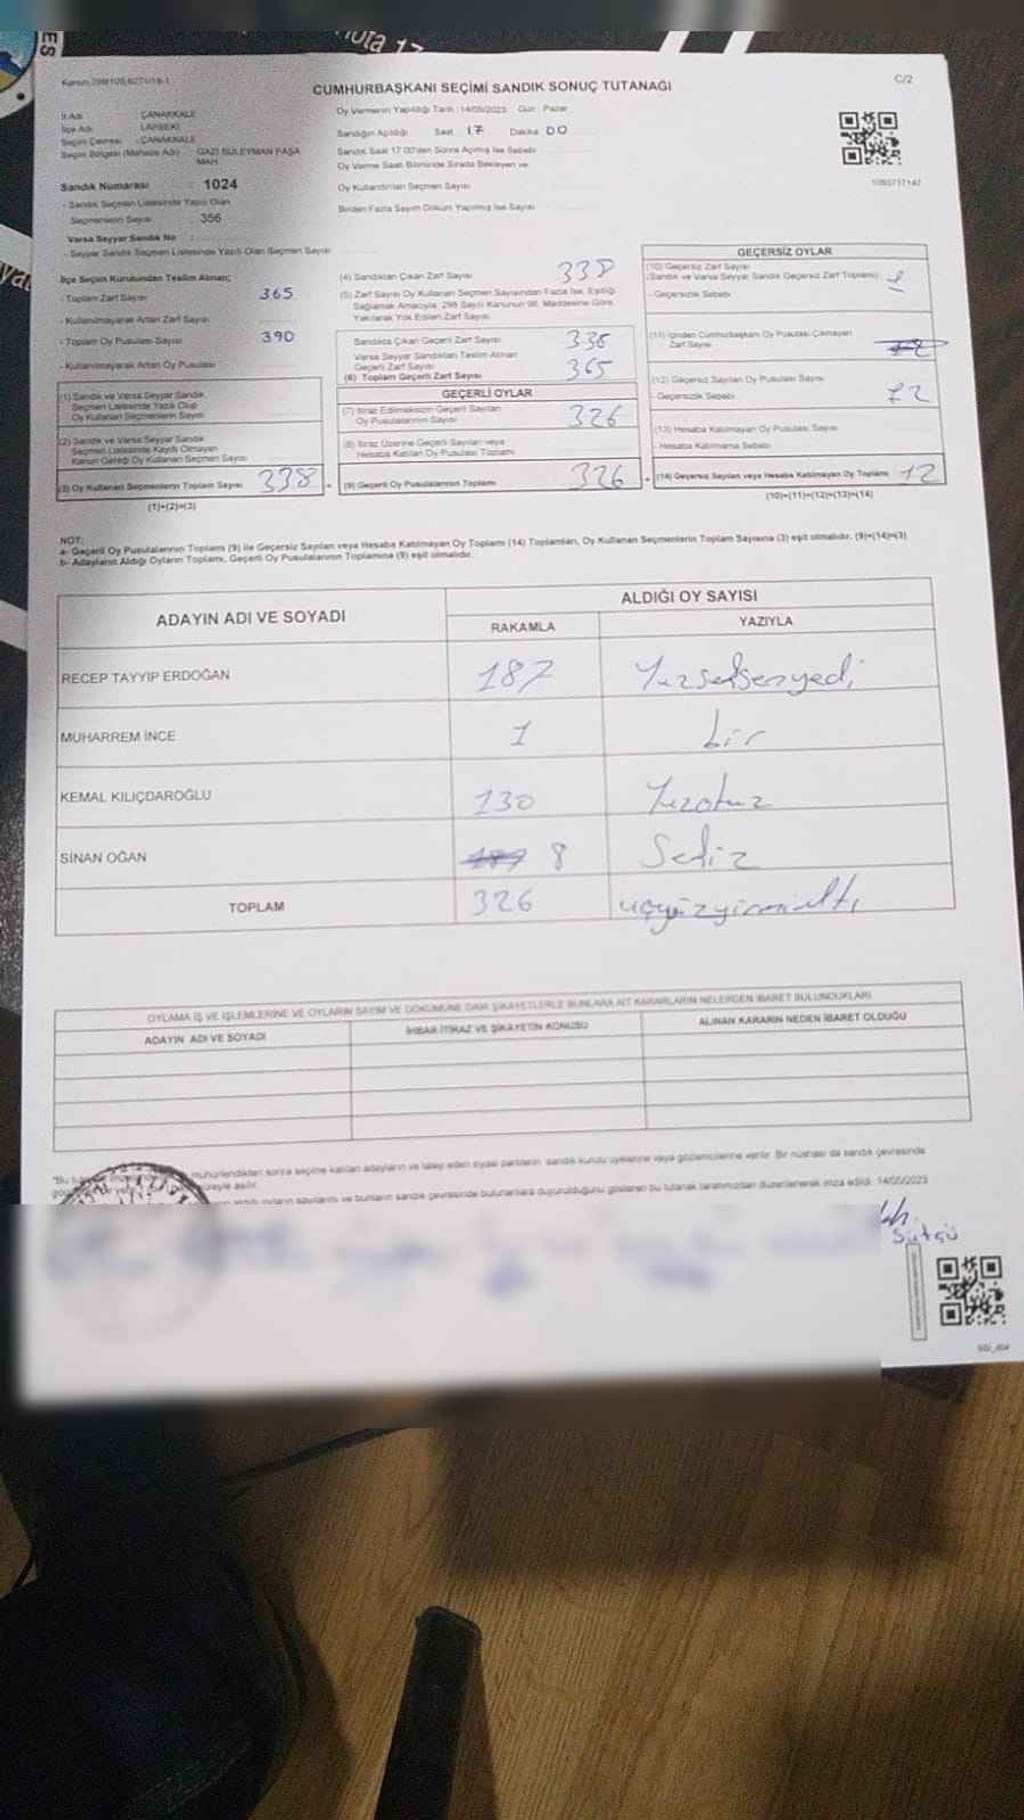 ES
Kanun 298/105,6271/19-1
C/2
CUMHURBAŞKANI SEÇİMİ SANDIK SONUÇ TUTANAĞI
İl Adı ÇANAKKALE
İlçe Adı LAPSEKİ
Seçim Çevresi : ÇANAKKALE
Seçim Bölgesi (Mahalle Adı) GAZİ SÜLEYMAN PAŞA MAH.
Sandık Numarası : 1024
- Sandık Seçmen Listesinde Yazılı Olan
Seçmenlerin Sayısı 356
Varsa Seyyar Sandık No :
- Seyyar Sandık Seçmen Listesinde Yazılı Olan Seçmen Sayısı
Oy Vermenin Yapıldığı Tarih : 14/05/2023 Gün : Pazar
Sandığın Açıldığı Saat 17 Dakika 00
Sandık Saat 17.00'den Sonra Açılmış İse Sebebi
Oy Verme Saati Bitiminde Sırada Bekleyen ve
Oy Kullandırılan Seçmen Sayısı
Birden Fazla Sayım Döküm Yapılmış İse Sayısı
İlçe Seçim Kurulundan Teslim Alınan;
- Toplam Zarf Sayısı 365
- Kullanılmayarak Artan Zarf Sayısı
- Toplam Oy Pusulası Sayısı 390
- Kullanılmayarak Artan Oy Pusulası
(1) Sandık ve Varsa Seyyar Sandık
Seçmen Listesinde Yazılı Olup
Oy Kullanan Seçmenlerin Sayısı
(2) Sandık ve Varsa Seyyar Sandık
Seçmen Listesinde Kayıtlı Olmayan
Kanun Gereği Oy Kullanan Seçmen Sayısı
(3) Oy Kullanan Seçmenlerin Toplam Sayısı 338
(1)+(2)=(3)
(4) Sandıktan Çıkan Zarf Sayısı 338
(5) Zarf Sayısı Oy Kullanan Seçmen Sayısından Fazla İse, Eşitliği
Sağlamak Amacıyla, 298 Sayılı Kanunun 98. Maddesine Göre
Yakılarak Yok Edilen Zarf Sayısı
Sandıkta Çıkan Geçerli Zarf Sayısı 338
Varsa Seyyar Sandıktan Teslim Alınan
Geçerli Zarf Sayısı
(6) Toplam Geçerli Zarf Sayısı 365
GEÇERLİ OYLAR
(7) İtiraz Edilmeksizin Geçerli Sayılan
Oy Pusulalarının Sayısı 326
(8) İtiraz Üzerine Geçerli Sayılan veya
Hesaba Katılan Oy Pusulası Toplamı
(9) Geçerli Oy Pusulalarının Toplamı 326
GEÇERSİZ OYLAR
(10) Geçersiz Zarf Sayısı
(Sandık ve Varsa Seyyar Sandık Geçersiz Zarf Toplamı)
- Geçersizlik Sebebi
(11) İçinden Cumhurbaşkanı Oy Pusulası Çıkmayan
Zarf Sayısı
(12) Geçersiz Sayılan Oy Pusulası Sayısı
- Geçersizlik Sebebi 12
(13) Hesaba Katılmayan Oy Pusulası Sayısı
- Hesaba Katılmama Sebebi
(14) Geçersiz Sayılan veya Hesaba Katılmayan Oy Toplamı 12
(10)+(11)+(12)+(13)=(14)
NOT:
a- Geçerli Oy Pusulalarının Toplamı (9) ile Geçersiz Sayılan veya Hesaba Katılmayan Oy Toplamı (14) Toplamları, Oy Kullanan Seçmenlerin Toplam Sayısına (3) eşit olmalıdır. (9)+(14)=(3)
b- Adayların Aldığı Oyların Toplamı, Geçerli Oy Pusulalarının Toplamına (9) eşit olmalıdır.
ADAYIN ADI VE SOYADI
ALDIĞI OY SAYISI
RAKAMLA YAZIYLA
RECEP TAYYIP ERDOĞAN 187 Yüzseksenyedi
MUHARREM İNCE 1 bir
KEMAL KILIÇDAROĞLU 130 Yüzotuz
SİNAN OĞAN 8 Sekiz
TOPLAM 326 üçyüzyirmialtı
OYLAMA İŞ VE İŞLEMLERİNE VE OYLARIN SAYIM VE DÖKÜMÜNE DAİR ŞİKAYETLERLE BUNLARA AİT KARARLARIN NELERDEN İBARET BULUNDUKLARI
ADAYIN ADI VE SOYADI İHBAR İTİRAZ VE ŞİKAYETİN KONUSU ALINAN KARARIN NEDEN İBARET OLDUĞU
mühürlendikten sonra seçime katılan adayların ve talep eden siyasi partilerin sandık kurulu üyelerine veya gözlemcilerine verilir. Bir nüshası da sandık çevresinde
oyların sayılarını ve bunların sandık çevresinde bulunanlara duyurulduğunu gösteren bu tutanak tarafımızdan düzenlenerek imza edildi. 14/05/2023
Sütçü